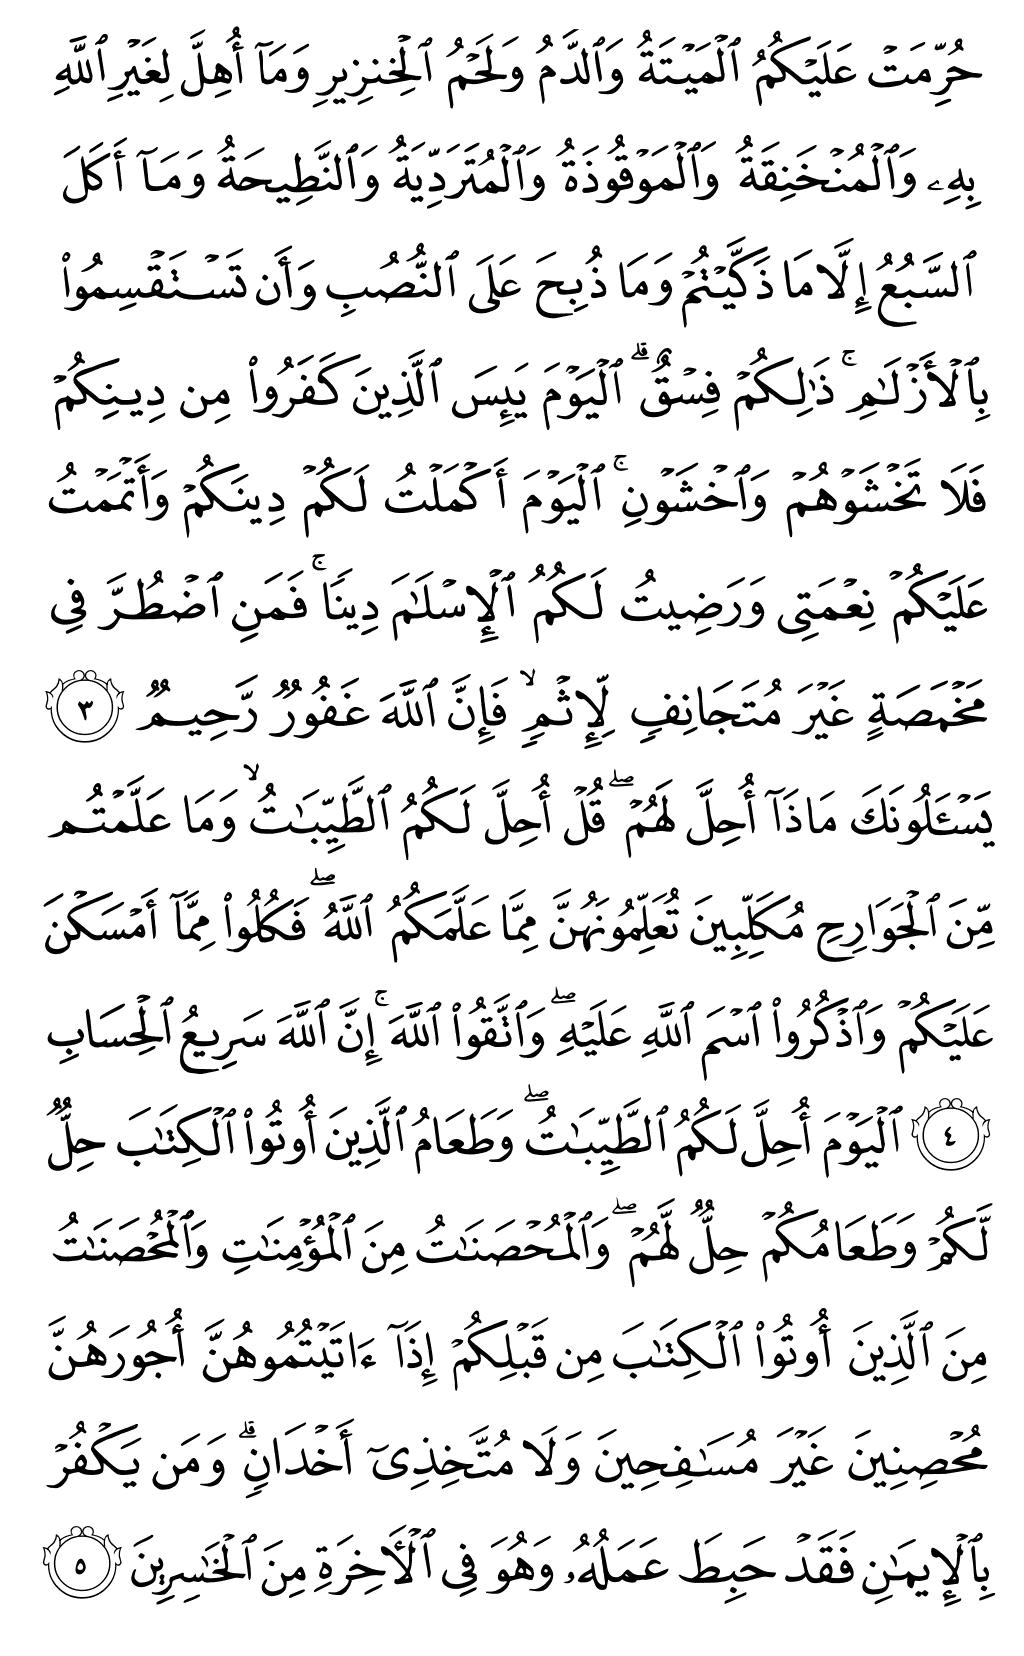 حُرِّمَتْ عَلَيْكُمُ ٱلْمَيْتَةُ وَٱلدَّمُ وَلَحْمُ ٱلْخِنزِيرِ وَمَآ أُهِلَّ لِغَيْرِ ٱللَّهِ
بِهِۦ وَٱلْمُنْخَنِقَةُ وَٱلْمَوْقُوذَةُ وَٱلْمُتَرَدِّيَةُ وَٱلنَّطِيحَةُ وَمَآ أَكَلَ
ٱلسَّبُعُ إِلَّا مَا ذَكَّيْتُمْ وَمَا ذُبِحَ عَلَى ٱلنُّصُبِ وَأَن تَسْتَقْسِمُوا۟
بِٱلْأَزْلَـٰمِ ۚ ذَٰلِكُمْ فِسْقٌ ۗ ٱلْيَوْمَ يَئِسَ ٱلَّذِينَ كَفَرُوا۟ مِن دِينِكُمْ
فَلَا تَخْشَوْهُمْ وَٱخْشَوْنِ ۚ ٱلْيَوْمَ أَكْمَلْتُ لَكُمْ دِينَكُمْ وَأَتْمَمْتُ
عَلَيْكُمْ نِعْمَتِى وَرَضِيتُ لَكُمُ ٱلْإِسْلَـٰمَ دِينًا ۚ فَمَنِ ٱضْطُرَّ فِى
مَخْمَصَةٍ غَيْرَ مُتَجَانِفٍ لِّإِثْمٍ ۙ فَإِنَّ ٱللَّهَ غَفُورٌ رَّحِيمٌ ٣
يَسْـَٔلُونَكَ مَاذَآ أُحِلَّ لَهُمْ ۖ قُلْ أُحِلَّ لَكُمُ ٱلطَّيِّبَـٰتُ ۙ وَمَا عَلَّمْتُم
مِّنَ ٱلْجَوَارِحِ مُكَلِّبِينَ تُعَلِّمُونَهُنَّ مِمَّا عَلَّمَكُمُ ٱللَّهُ ۖ فَكُلُوا۟ مِمَّآ أَمْسَكْنَ
عَلَيْكُمْ وَٱذْكُرُوا۟ ٱسْمَ ٱللَّهِ عَلَيْهِ ۖ وَٱتَّقُوا۟ ٱللَّهَ ۚ إِنَّ ٱللَّهَ سَرِيعُ ٱلْحِسَابِ
٤ ٱلْيَوْمَ أُحِلَّ لَكُمُ ٱلطَّيِّبَـٰتُ ۖ وَطَعَامُ ٱلَّذِينَ أُوتُوا۟ ٱلْكِتَـٰبَ حِلٌّ
لَّكُمْ وَطَعَامُكُمْ حِلٌّ لَّهُمْ ۖ وَٱلْمُحْصَنَـٰتُ مِنَ ٱلْمُؤْمِنَـٰتِ وَٱلْمُحْصَنَـٰتُ
مِنَ ٱلَّذِينَ أُوتُوا۟ ٱلْكِتَـٰبَ مِن قَبْلِكُمْ إِذَآ ءَاتَيْتُمُوهُنَّ أُجُورَهُنَّ
مُحْصِنِينَ غَيْرَ مُسَـٰفِحِينَ وَلَا مُتَّخِذِىٓ أَخْدَانٍ ۗ وَمَن يَكْفُرْ
بِٱلْإِيمَـٰنِ فَقَدْ حَبِطَ عَمَلُهُۥ وَهُوَ فِى ٱلْـَٔاخِرَةِ مِنَ ٱلْخَـٰسِرِينَ ٥